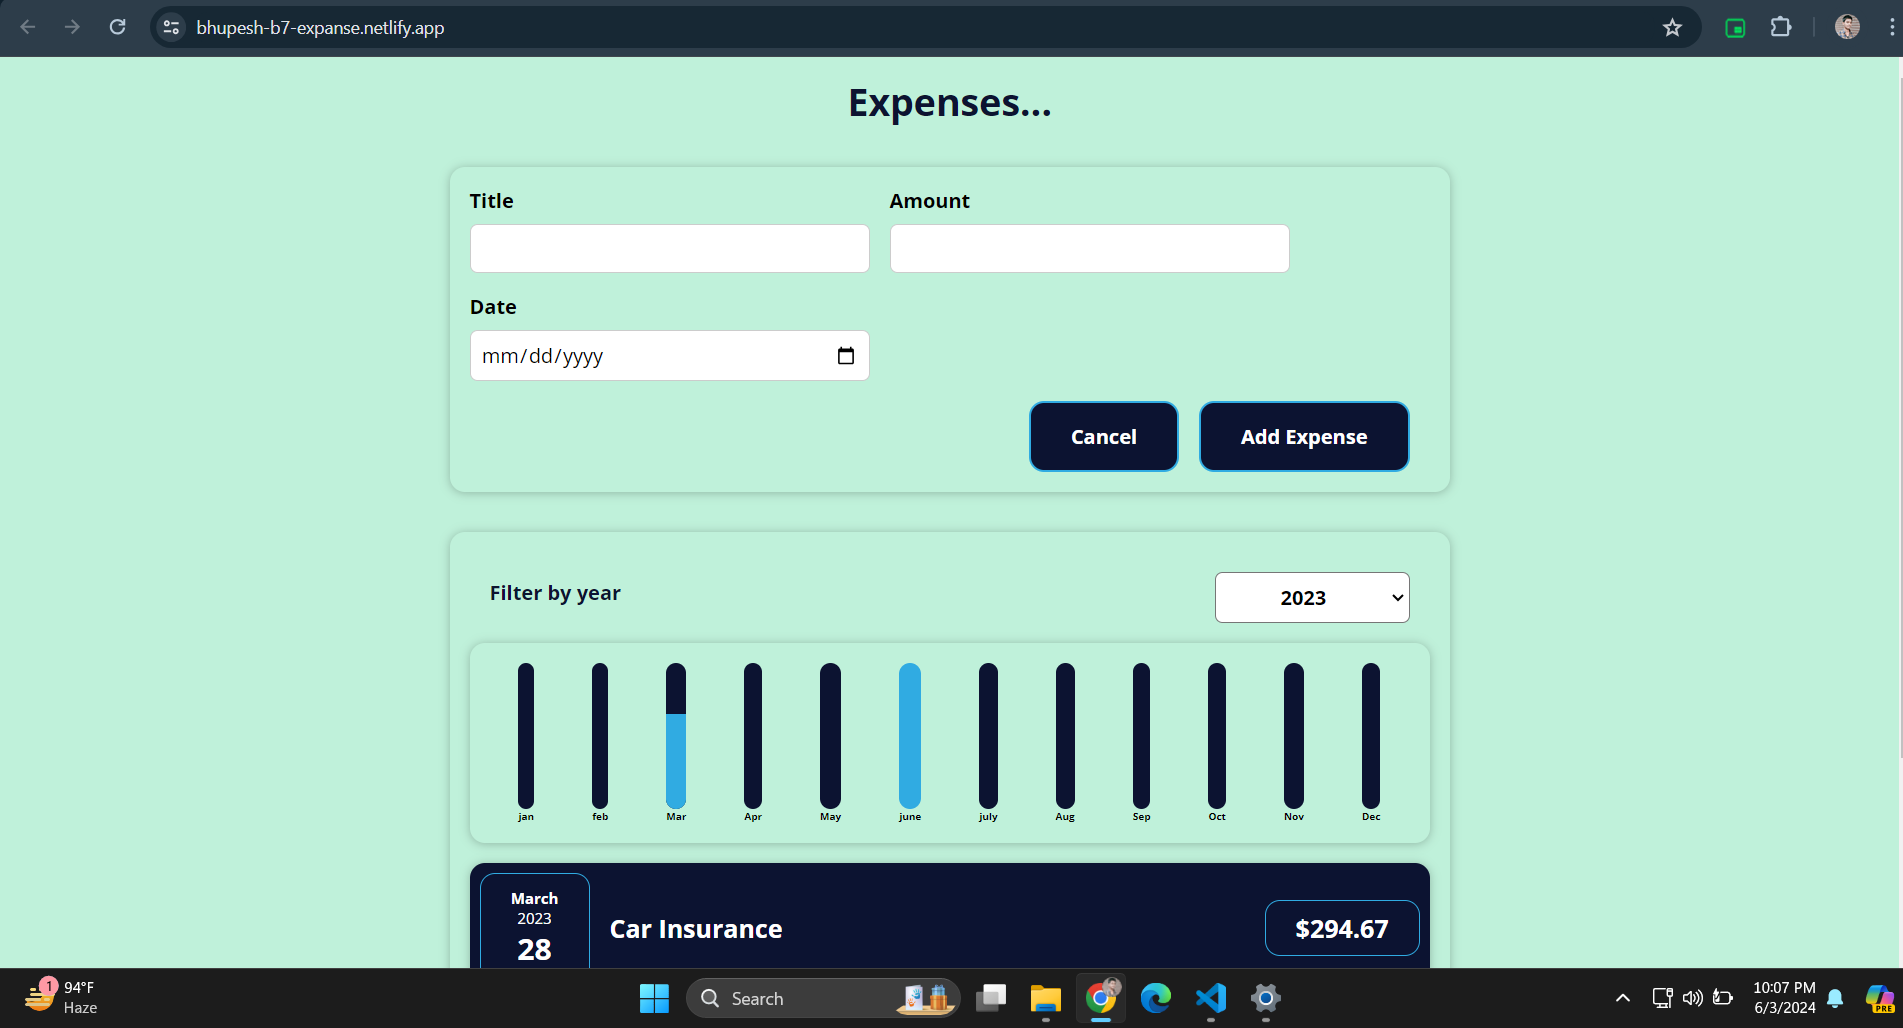 bhupesh-b7-expanse.netlify.app
Expenses...
Title
Amount
Date
mm/dd/yyyy
Cancel
Add Expense
Filter by year
2023
jan feb Mar Apr May june july Aug Sep Oct Nov Dec
March
2023
28
Car Insurance
$294.67
1
94°F
Haze
Search
10:07 PM
6/3/2024
PRE